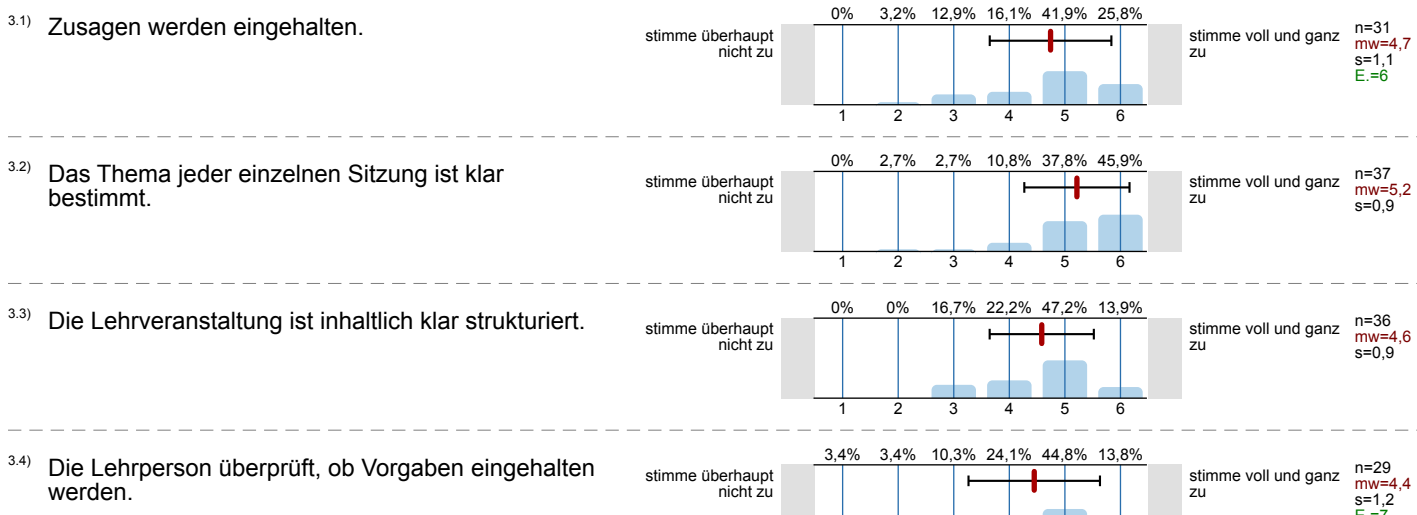 3.1) Zusagen werden eingehalten.
stimme überhaupt
nicht zu
0% 3,2% 12,9% 16,1% 41,9% 25,8%
1 2 3 4 5 6
stimme voll und ganz
zu
n=31
mw=4,7
s=1,1
E.=6
3.2) Das Thema jeder einzelnen Sitzung ist klar
bestimmt.
stimme überhaupt
nicht zu
0% 2,7% 2,7% 10,8% 37,8% 45,9%
1 2 3 4 5 6
stimme voll und ganz
zu
n=37
mw=5,2
s=0,9
3.3) Die Lehrveranstaltung ist inhaltlich klar strukturiert.
stimme überhaupt
nicht zu
0% 0% 16,7% 22,2% 47,2% 13,9%
1 2 3 4 5 6
stimme voll und ganz
zu
n=36
mw=4,6
s=0,9
3.4) Die Lehrperson überprüft, ob Vorgaben eingehalten
werden.
stimme überhaupt
nicht zu
3,4% 3,4% 10,3% 24,1% 44,8% 13,8%
stimme voll und ganz
zu
n=29
mw=4,4
s=1,2
E.=7